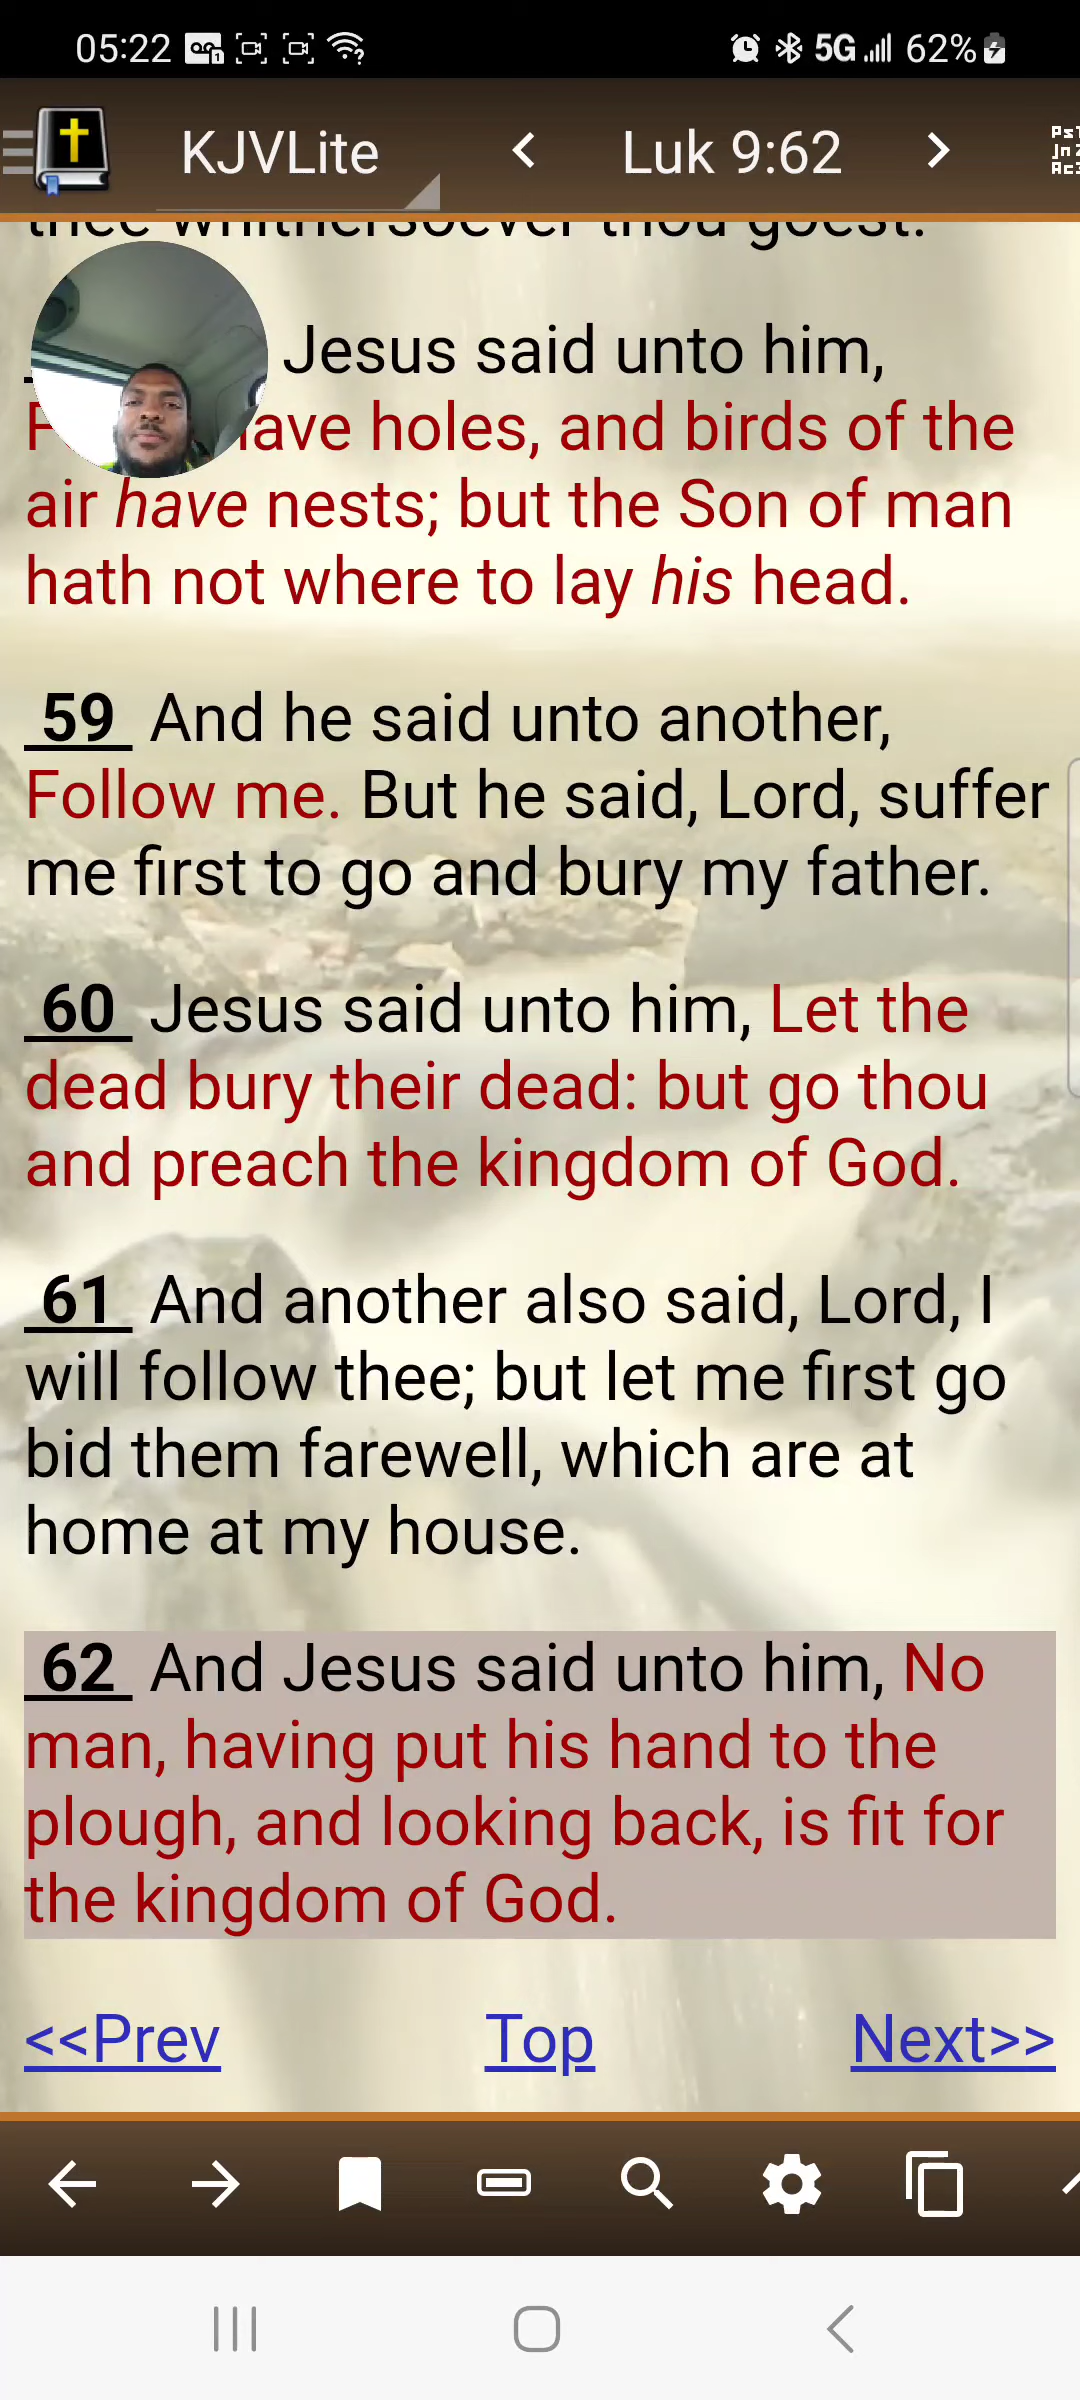 05:22 5G 62%
KJVLite < Luk 9:62 >
thee whithersoever thou goest.
Jesus said unto him,
have holes, and birds of the
air have nests; but the Son of man
hath not where to lay his head.
59 And he said unto another,
Follow me. But he said, Lord, suffer
me first to go and bury my father.
60 Jesus said unto him, Let the
dead bury their dead: but go thou
and preach the kingdom of God.
61 And another also said, Lord, I
will follow thee; but let me first go
bid them farewell, which are at
home at my house.
62 And Jesus said unto him, No
man, having put his hand to the
plough, and looking back, is fit for
the kingdom of God.
<<Prev Top Next>>